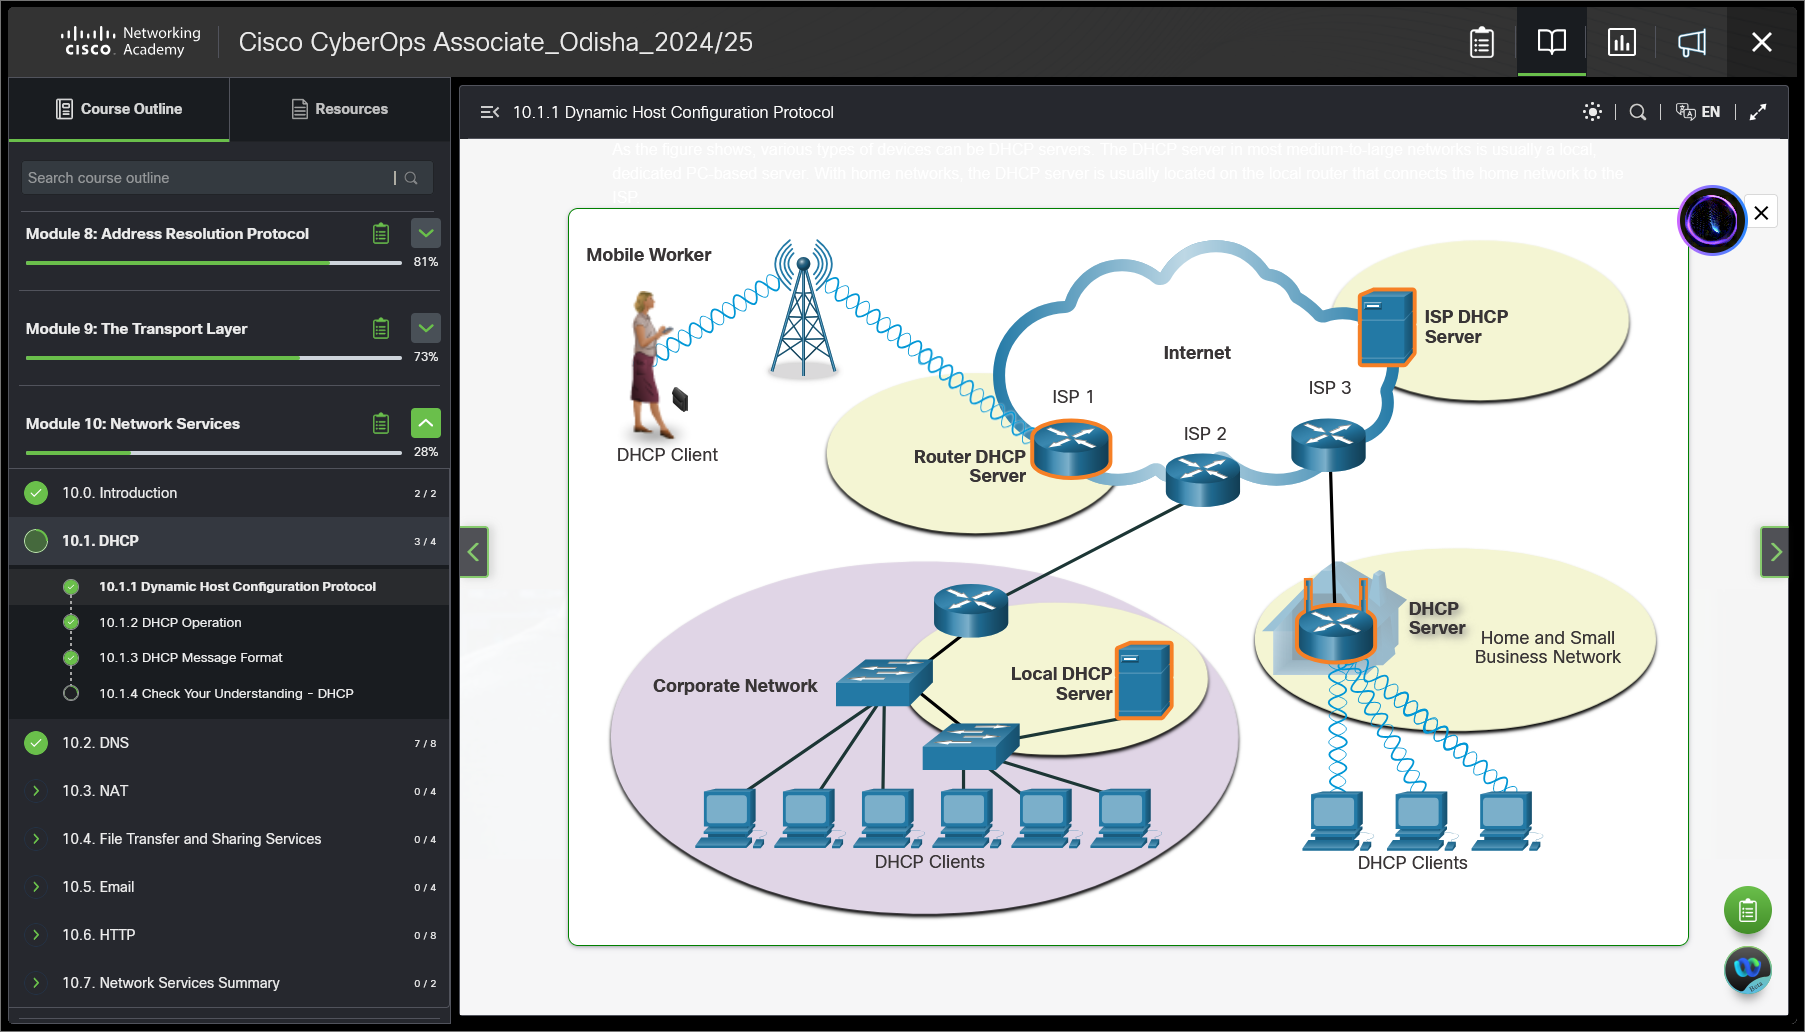 CISCO
Networking
Academy
Cisco CyberOps Associate_Odisha_2024/25
Course Outline
Resources
Search course outline
Module 8: Address Resolution Protocol
81%
Module 9: The Transport Layer
73%
Module 10: Network Services
28%
10.0. Introduction 2 / 2
10.1. DHCP 3 / 4
10.1.1 Dynamic Host Configuration Protocol
10.1.2 DHCP Operation
10.1.3 DHCP Message Format
10.1.4 Check Your Understanding - DHCP
10.2. DNS 7 / 8
10.3. NAT 0 / 4
10.4. File Transfer and Sharing Services 0 / 4
10.5. Email 0 / 4
10.6. HTTP 0 / 8
10.7. Network Services Summary 0 / 2
10.1.1 Dynamic Host Configuration Protocol
EN
As the figure shows, various types of devices can be DHCP servers. The DHCP server in most medium-to-large networks is usually a local,
dedicated PC-based server. With home networks, the DHCP server is usually located on the local router that connects the home network to the
ISP.
Mobile Worker
DHCP Client
Internet
ISP DHCP
Server
ISP 1
ISP 2
ISP 3
Router DHCP
Server
Corporate Network
Local DHCP
Server
DHCP Clients
DHCP
Server
Home and Small
Business Network
DHCP Clients
Beta